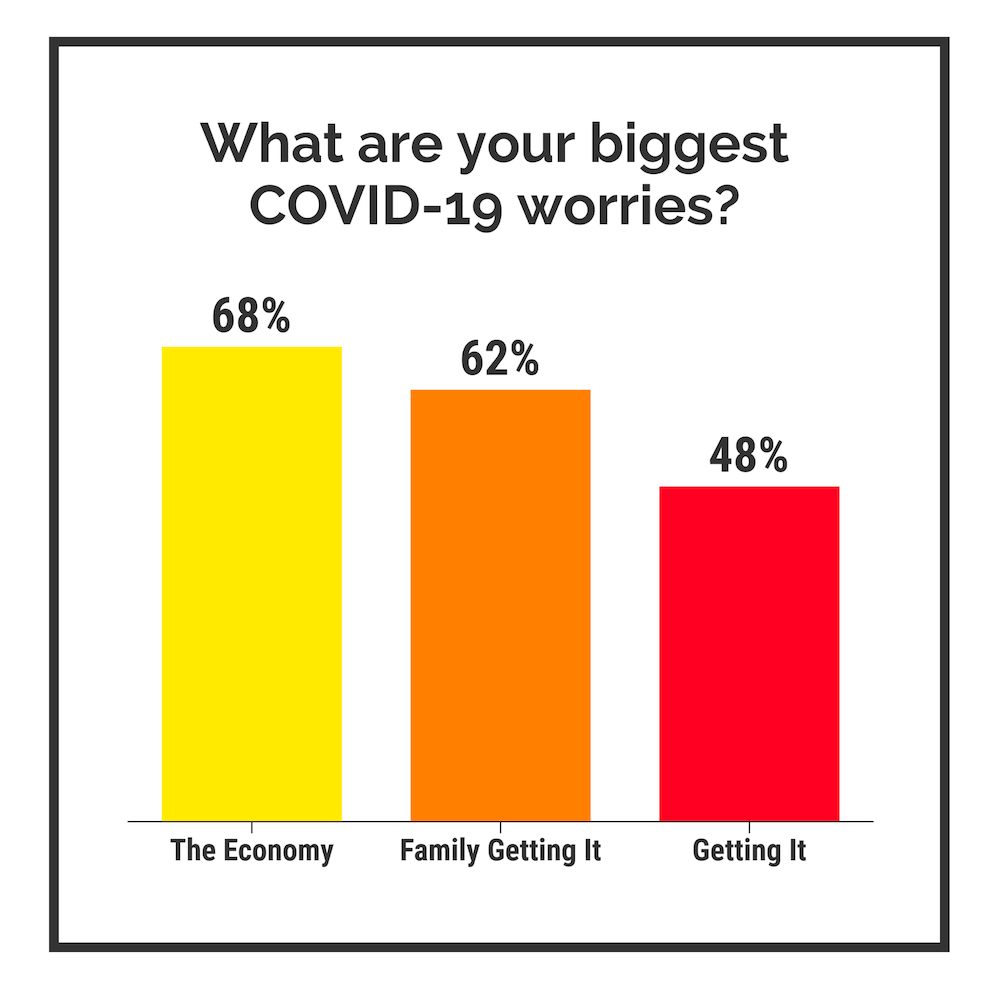 What are your biggest
COVID-19 worries?
68%
62%
48%
The Economy
Family Getting It
Getting It